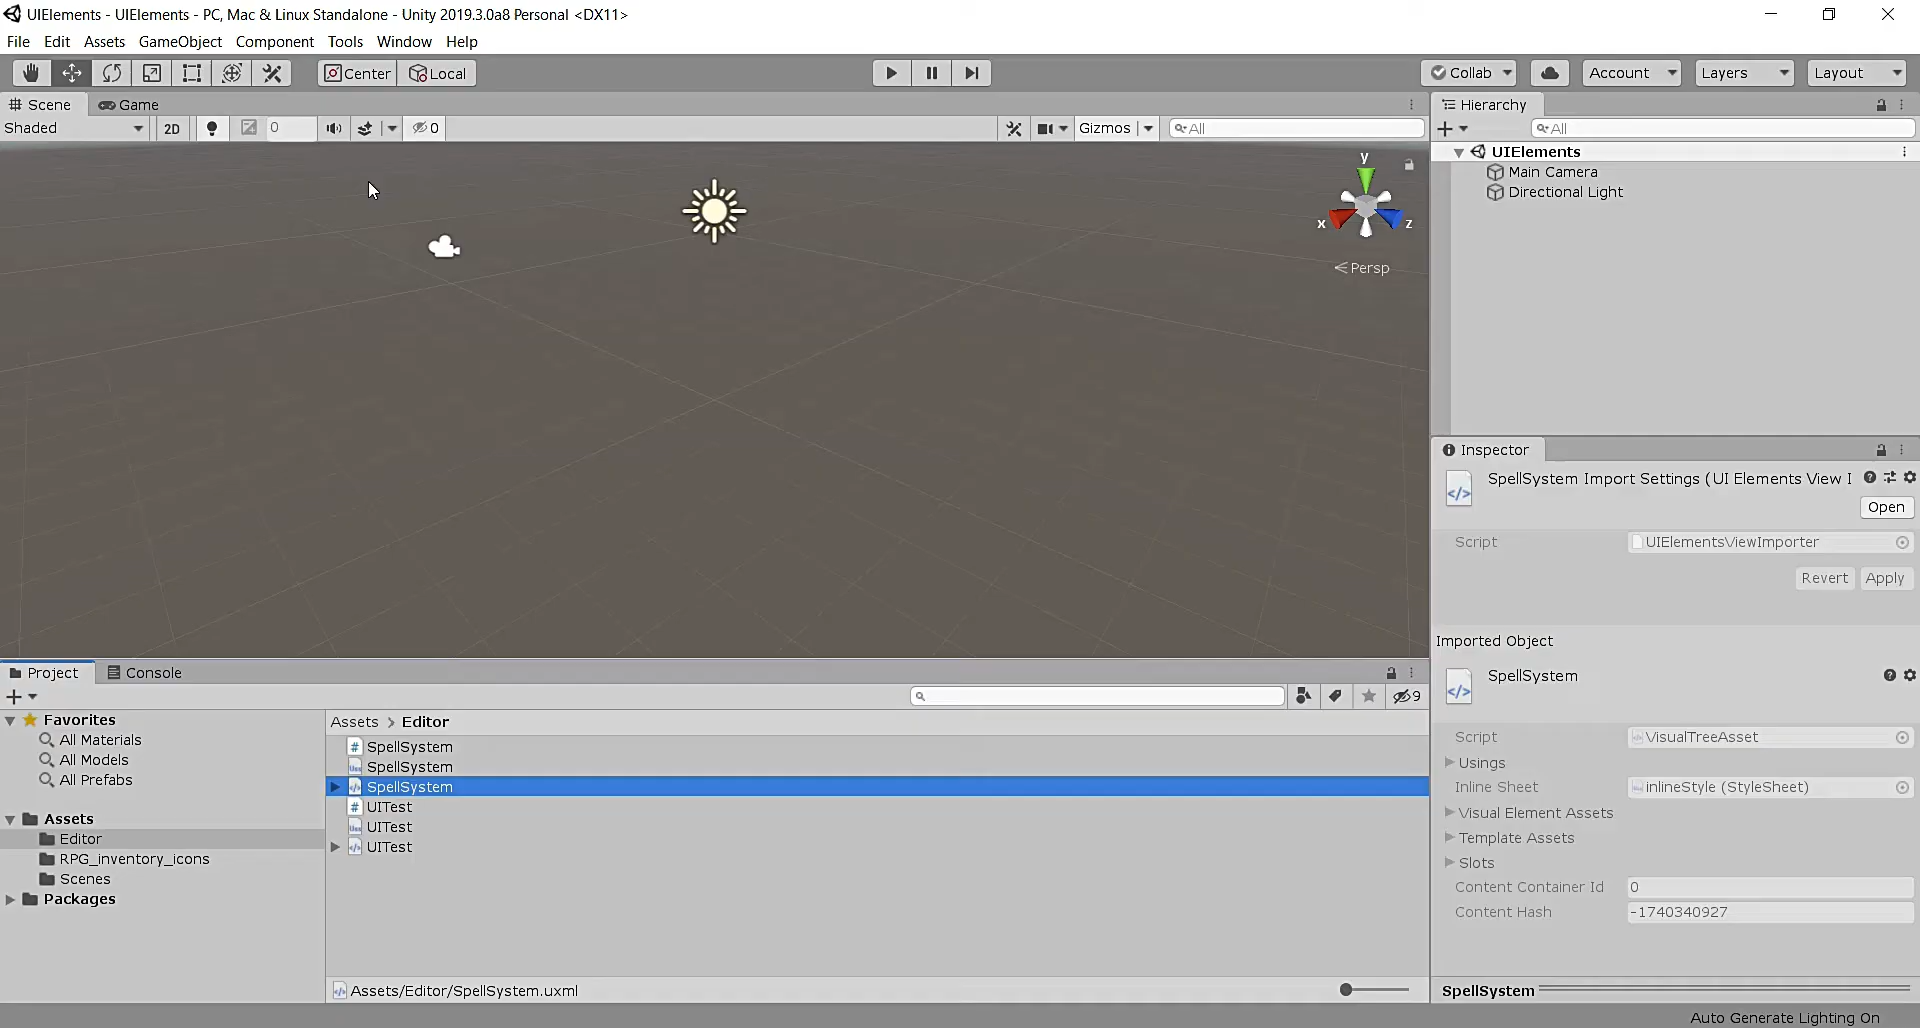 UIElements - UIElements - PC, Mac & Linux Standalone - Unity 2019.3.0a8 Personal <DX11>
File Edit Assets GameObject Component Tools Window Help
Center Local Collab Account Layers Layout
Scene Game
Shaded 2D 0 0 Gizmos All
y
x z
Persp
Hierarchy
All
UIElements
Main Camera
Directional Light
Inspector
SpellSystem Import Settings (UI Elements View I
Open
Script UIElementsViewImporter
Revert Apply
Imported Object
SpellSystem
Script VisualTreeAsset
Usings
Inline Sheet inlineStyle (StyleSheet)
Visual Element Assets
Template Assets
Slots
Content Container Id 0
Content Hash -1740340927
SpellSystem
Project Console
9
Favorites
All Materials
All Models
All Prefabs
Assets
Editor
RPG_inventory_icons
Scenes
Packages
Assets > Editor
# SpellSystem
SpellSystem
</> SpellSystem
# UITest
UITest
</> UITest
Assets/Editor/SpellSystem.uxml
Auto Generate Lighting On